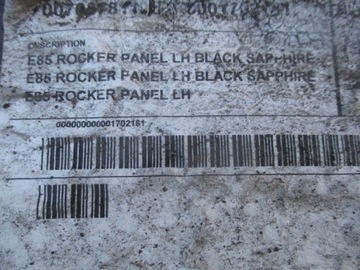 DESCRIPTION
E85 ROCKER PANEL LH BLACK SAPPHIRE
E85 ROCKER PANEL LH BLACK SAPPHIRE
E85 ROCKER PANEL LH
000000000001702181